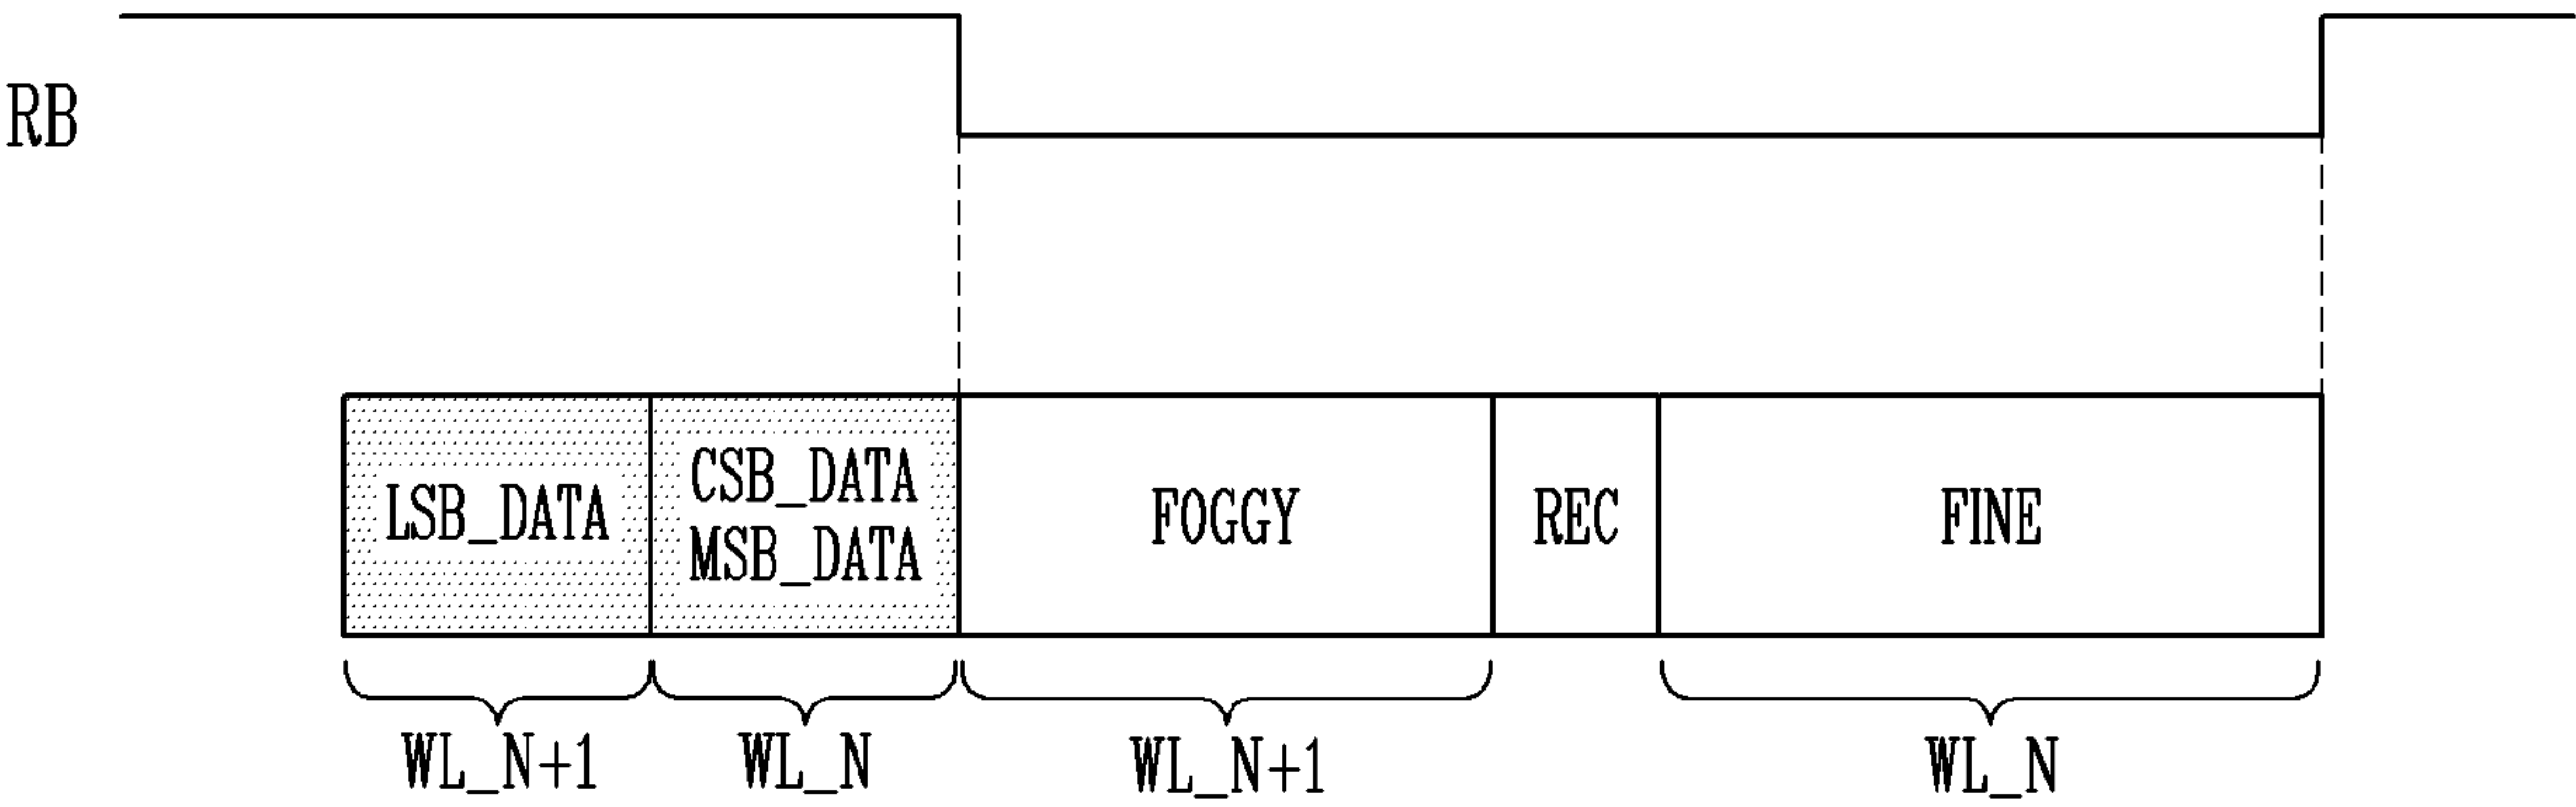 RB
LSB_DATA
CSB_DATA
MSB_DATA
FOGGY
REC
FINE
WL_N+1
WL_N
WL_N+1
WL_N